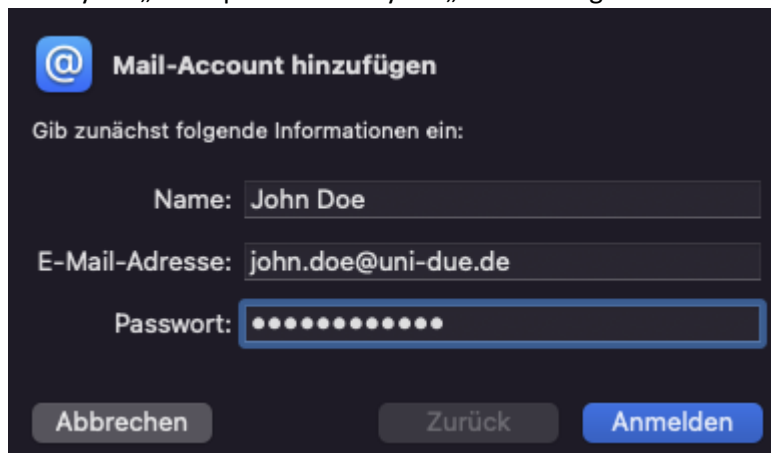 @ Mail-Account hinzufügen
Gib zunächst folgende Informationen ein:
Name: John Doe
E-Mail-Adresse: john.doe@uni-due.de
Passwort: ••••••••••••
Abbrechen Zurück Anmelden